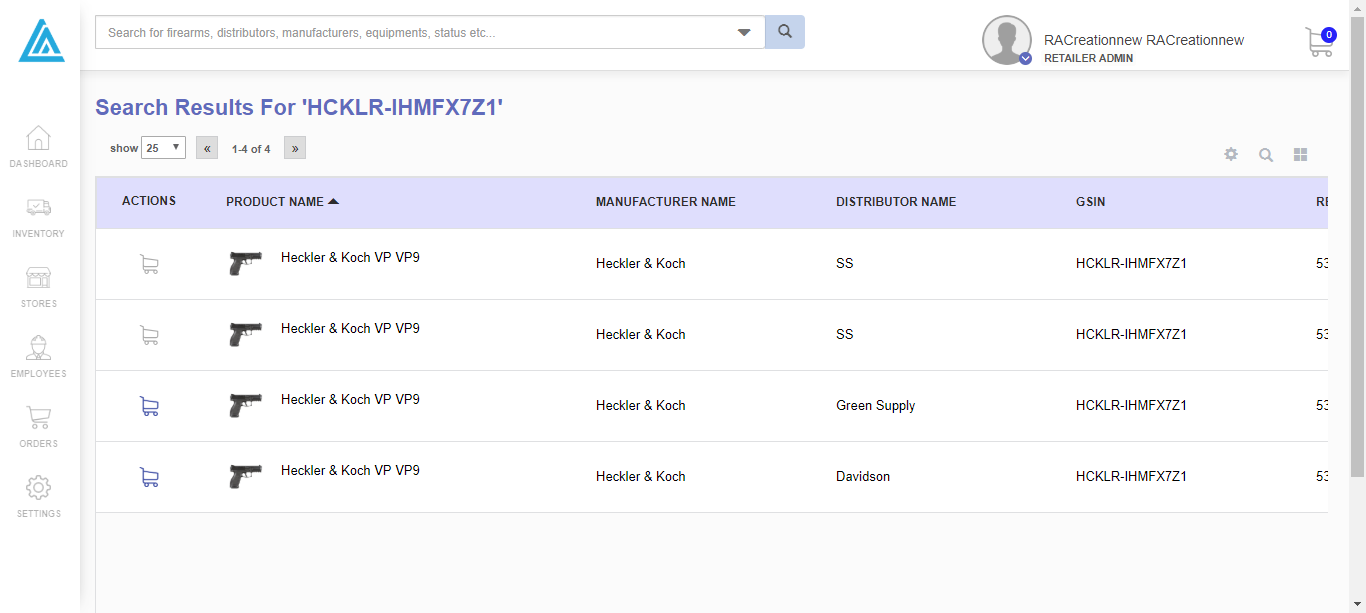 Search for firearms, distributors, manufacturers, equipments, status etc...
RACreationnew RACreationnew
RETAILER ADMIN
0
Search Results For 'HCKLR-IHMFX7Z1'
show 25 « 1-4 of 4 »
ACTIONS PRODUCT NAME MANUFACTURER NAME DISTRIBUTOR NAME GSIN
Heckler & Koch VP VP9 Heckler & Koch SS HCKLR-IHMFX7Z1 53
Heckler & Koch VP VP9 Heckler & Koch SS HCKLR-IHMFX7Z1 53
Heckler & Koch VP VP9 Heckler & Koch Green Supply HCKLR-IHMFX7Z1 53
Heckler & Koch VP VP9 Heckler & Koch Davidson HCKLR-IHMFX7Z1 53
DASHBOARD
INVENTORY
STORES
EMPLOYEES
ORDERS
SETTINGS